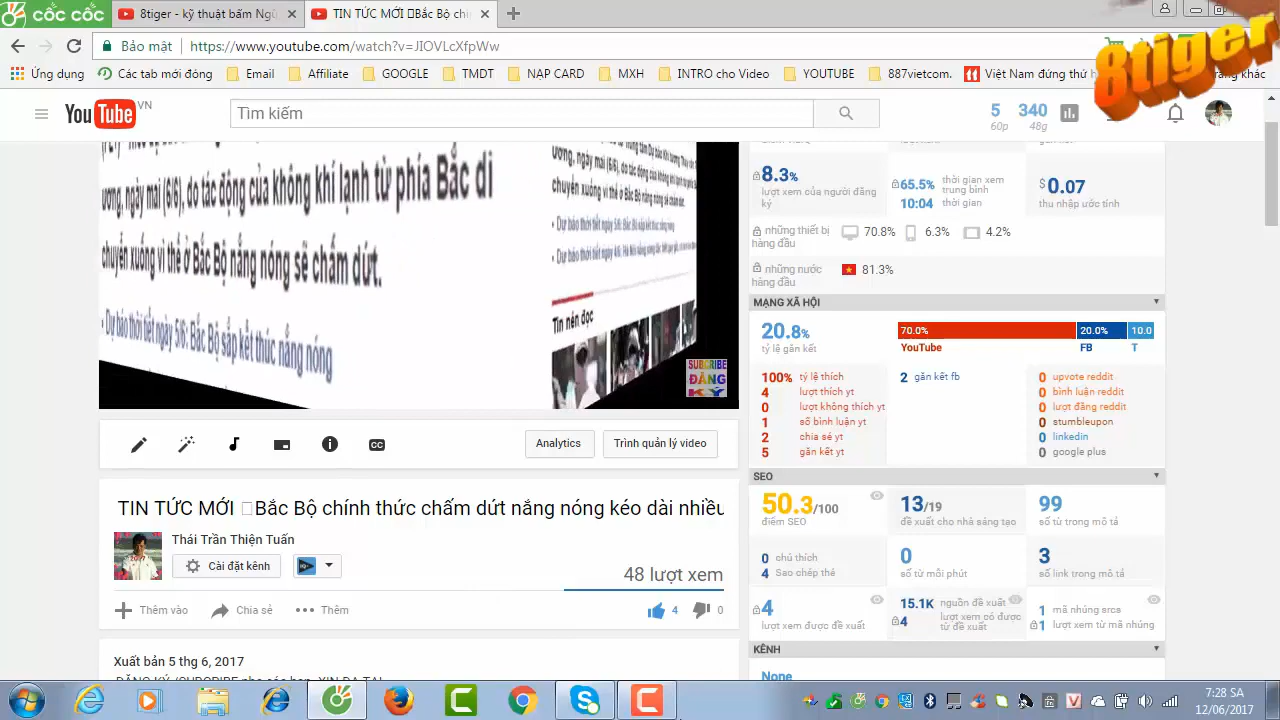 cốc cốc
8tiger - kỹ thuật bấm Ngũ
TIN TỨC MỚI Bắc Bộ chí
Bảo mật
https://www.youtube.com/watch?v=JIOVLcXfpWw
8tiger
Ứng dụng
Các tab mới đóng
Email
Affiliate
GOOGLE
TMDT
NẠP CARD
MXH
INTRO cho Video
YOUTUBE
887vietcom.
Việt Nam đứng thứ h
trang khác
YouTube VN
Tìm kiếm
5
60p
340
48g
ương, ngày mai (6/6), do tác động của không khí lạnh từ phía Bắc di
chuyển xuống vì thế ở Bắc Bộ nắng nóng sẽ chấm dứt.
Dự báo thời tiết 5/6: Bắc Bộ sắp kết thúc nắng nóng
Tin nên đọc
SUBCRIBE
ĐĂNG
KÝ
8.3%
lượt xem của người đăng
ký
65.5%
thời gian xem
trung bình
10:04
thời gian
$0.07
thu nhập ước tính
những thiết bị
hàng đầu
70.8%
6.3%
4.2%
những nước
hàng đầu
81.3%
MẠNG XÃ HỘI
20.8%
tỷ lệ gắn kết
70.0%
20.0%
10.0
YouTube
FB
T
100% tỷ lệ thích
4 lượt thích yt
0 lượt không thích yt
1 số bình luận yt
2 chia sẻ yt
5 gắn kết yt
2 gắn kết fb
0 upvote reddit
0 bình luận reddit
0 lượt đăng reddit
0 stumbleupon
0 linkedin
0 google plus
Analytics
Trình quản lý video
SEO
50.3/100
điểm SEO
13/19
đề xuất cho nhà sáng tạo
99
số từ trong mô tả
0 chú thích
4 Sao chép thẻ
0
số từ mỗi phút
3
số link trong mô tả
4
lượt xem được đề xuất
15.1K nguồn đề xuất
4
lượt xem có được
từ đề xuất
1 mã nhúng srcs
1 lượt xem từ mã nhúng
KÊNH
None
TIN TỨC MỚI Bắc Bộ chính thức chấm dứt nắng nóng kéo dài nhiều
Thái Trần Thiện Tuấn
Cài đặt kênh
48 lượt xem
Thêm vào
Chia sẻ
Thêm
4
0
Xuất bản 5 thg 6, 2017
7:28 SA
12/06/2017